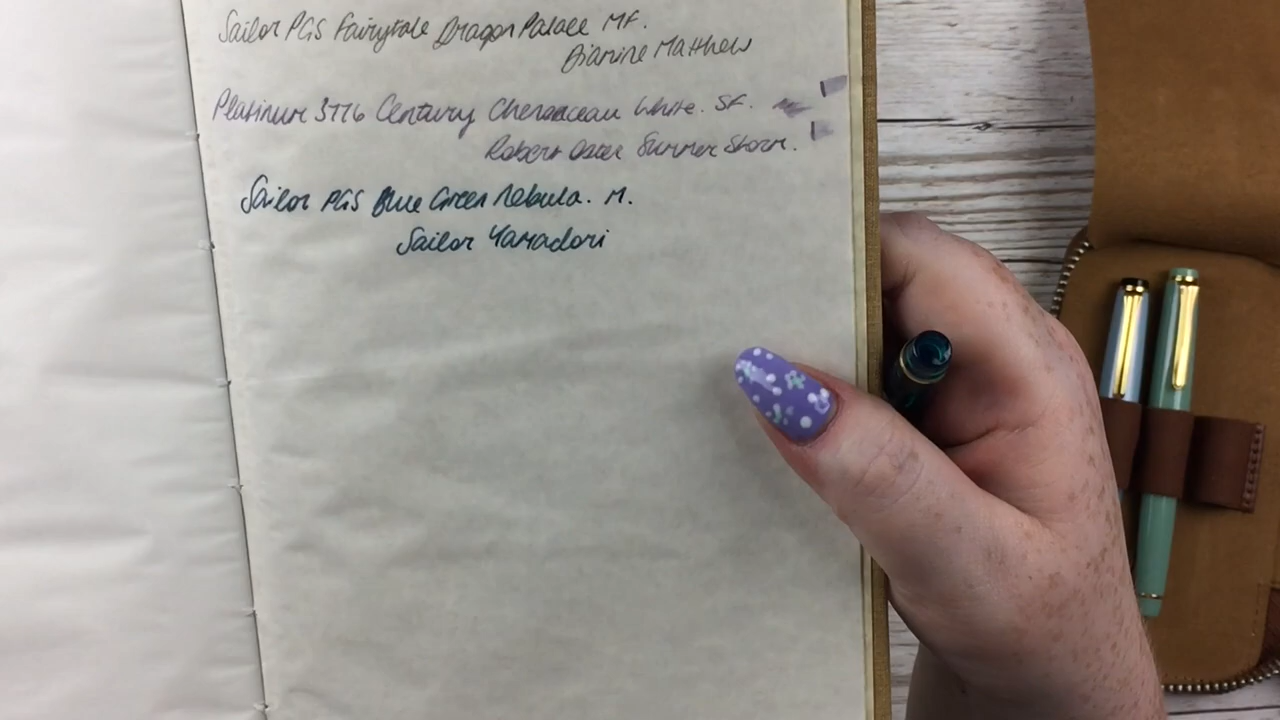 Sailor PGS Fairytale Dragon Palace MF.
Dianine Matthew
Platinum 3776 Century Chenonceau White. SF.
Robert Oster Summer Storm.
Sailor PGS Blue Green Nebula. M.
Sailor Yamadori